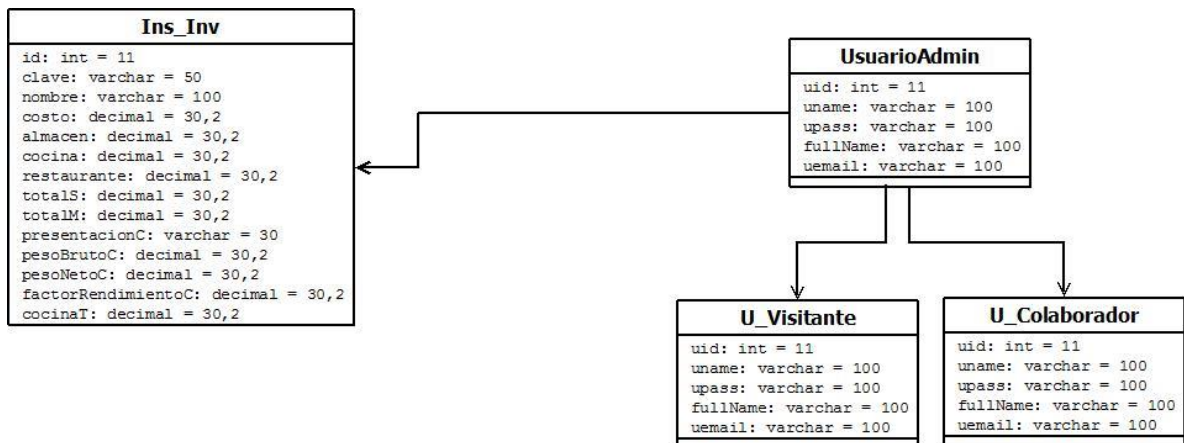 Ins_Inv
id: int = 11
clave: varchar = 50
nombre: varchar = 100
costo: decimal = 30,2
almacen: decimal = 30,2
cocina: decimal = 30,2
restaurante: decimal = 30,2
totalS: decimal = 30,2
totalM: decimal = 30,2
presentacionC: varchar = 30
pesoBrutoC: decimal = 30,2
pesoNetoC: decimal = 30,2
factorRendimientoC: decimal = 30,2
cocinaT: decimal = 30,2
UsuarioAdmin
uid: int = 11
uname: varchar = 100
upass: varchar = 100
fullName: varchar = 100
uemail: varchar = 100
U_Visitante
uid: int = 11
uname: varchar = 100
upass: varchar = 100
fullName: varchar = 100
uemail: varchar = 100
U_Colaborador
uid: int = 11
uname: varchar = 100
upass: varchar = 100
fullName: varchar = 100
uemail: varchar = 100